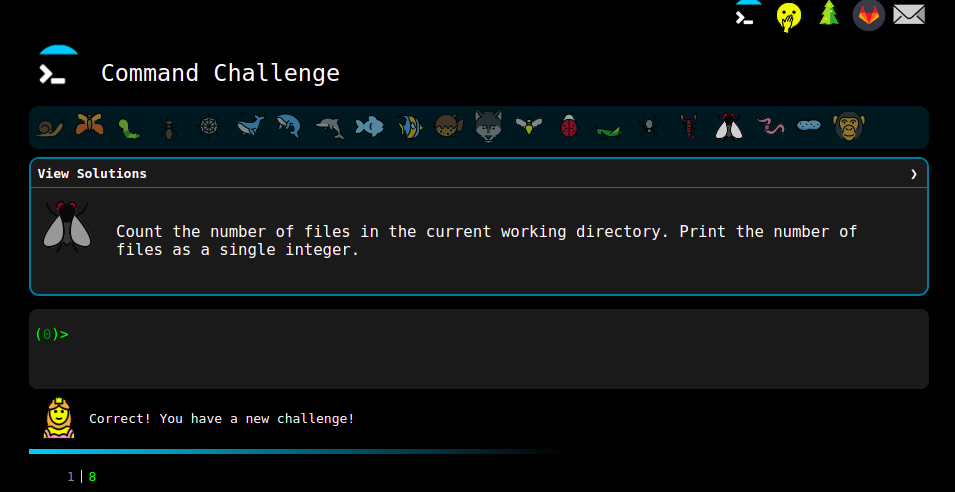 Command Challenge
View Solutions ❯
Count the number of files in the current working directory. Print the number of
files as a single integer.
(0)>
Correct! You have a new challenge!
1 8